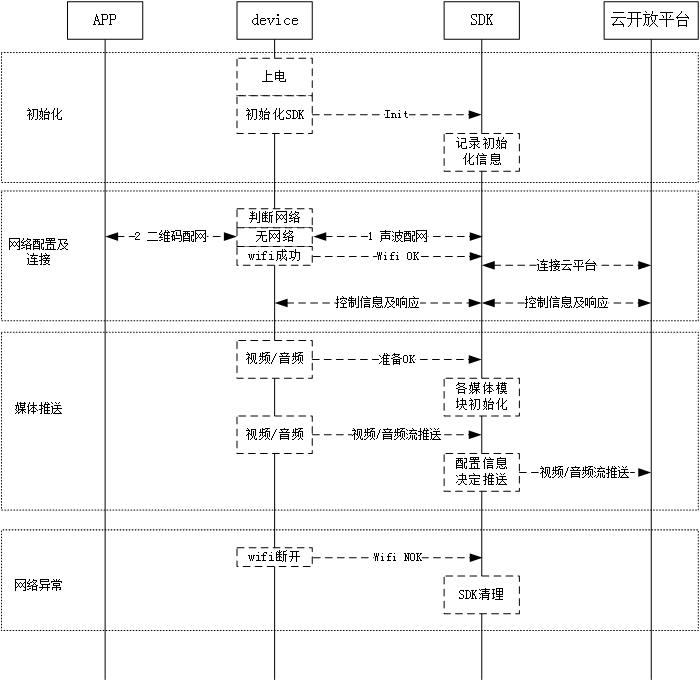 APP
device
SDK
云开放平台
上电
初始化
初始化SDK
Init
记录初始
化信息
网络配置及
连接
判断网络
-2 二维码配网
无网络
-1 声波配网
wifi成功
Wifi OK
连接云平台
控制信息及响应
控制信息及响应
媒体推送
视频/音频
准备OK
各媒体模
块初始化
视频/音频
视频/音频流推送
配置信息
决定推送
视频/音频流推送
网络异常
wifi断开
Wifi NOK
SDK清理